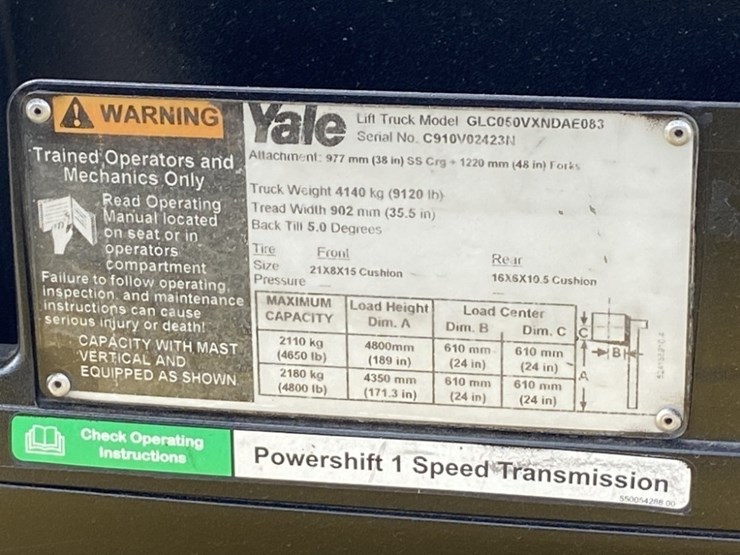 WARNING
Trained Operators and
Mechanics Only
Read Operating
Manual located
on seat or in
operators
compartment
Failure to follow operating,
inspection, and maintenance
instructions can cause
serious injury or death!
CAPACITY WITH MAST
VERTICAL AND
EQUIPPED AS SHOWN
Yale
Lift Truck Model GLC050VXNDAE083
Serial No. C910V02423N
Attachment: 977 mm (38 in) SS Crg + 1220 mm (48 in) Forks
Truck Weight 4140 kg (9120 lb)
Tread Width 902 mm (35.5 in)
Back Tilt 5.0 Degrees
Tire Front Rear
Size 21X8X15 Cushion 16X6X10.5 Cushion
Pressure
MAXIMUM CAPACITY Load Height Dim. A Load Center Dim. B Dim. C
2110 kg (4650 lb) 4800mm (189 in) 610 mm (24 in) 610 mm (24 in)
2180 kg (4800 lb) 4350 mm (171.3 in) 610 mm (24 in) 610 mm (24 in)
C
B
A
Check Operating
Instructions
Powershift 1 Speed Transmission